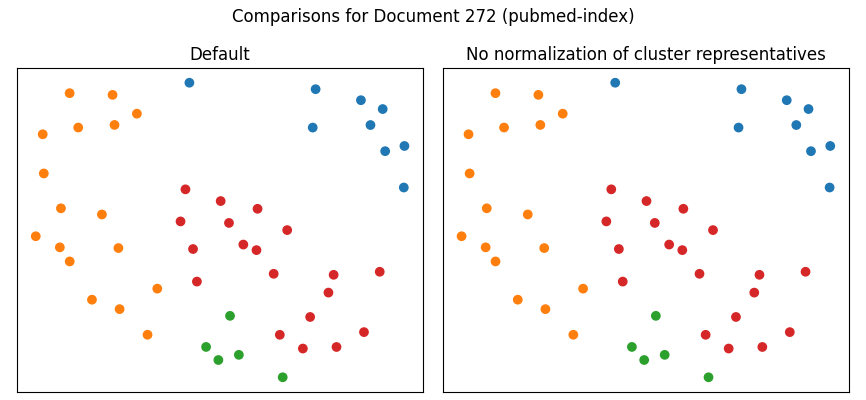 Comparisons for Document 272 (pubmed-index)
Default
No normalization of cluster representatives